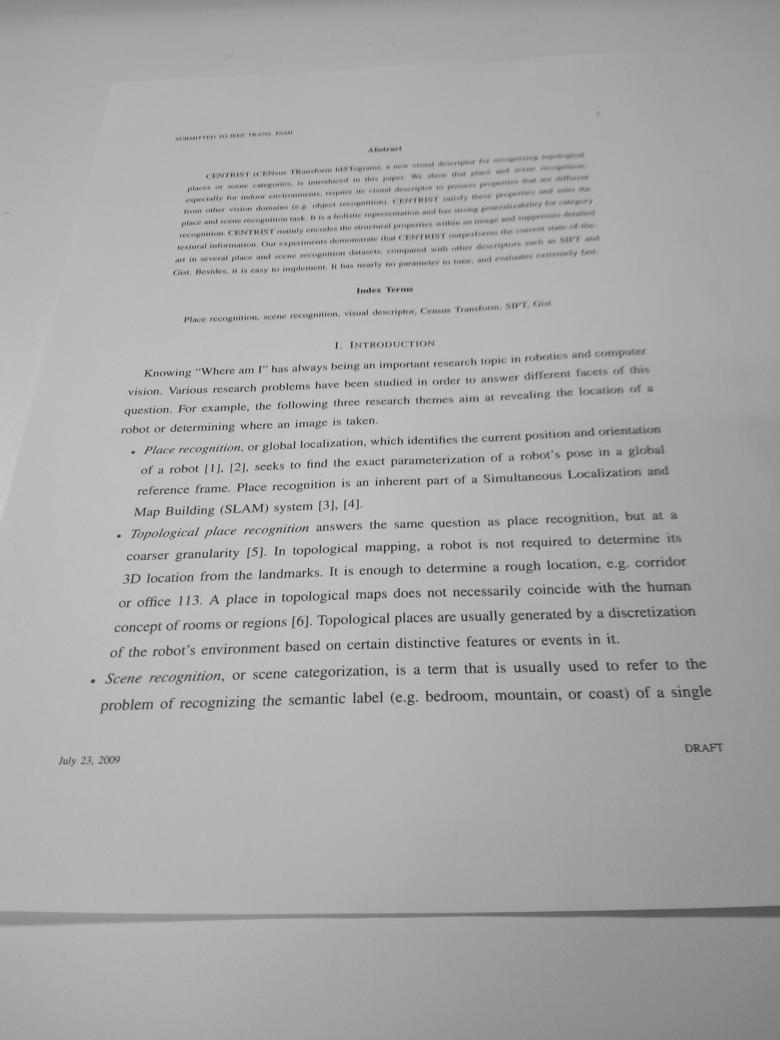 SUBMITTED TO IEEE TRANS. PAMI
Abstract
CENTRIST (CENsus TRansform hISTogram), a new visual descriptor for recognizing topological
places or scene categories, is introduced in this paper. We show that place and scene recognition,
especially for indoor environments, require its visual descriptor to possess properties that are different
from other vision domains (e.g. object recognition). CENTRIST satisfy these properties and suits the
place and scene recognition task. It is a holistic representation and has strong generalizability for category
recognition. CENTRIST mainly encodes the structural properties within an image and suppresses detailed
textural information. Our experiments demonstrate that CENTRIST outperforms the current state-of-the-
art in several place and scene recognition datasets, compared with other descriptors such as SIFT and
Gist. Besides, it is easy to implement. It has nearly no parameter to tune, and evaluates extremely fast.
Index Terms
Place recognition, scene recognition, visual descriptor, Census Transform, SIFT, Gist
I. INTRODUCTION
Knowing “Where am I” has always being an important research topic in robotics and computer
vision. Various research problems have been studied in order to answer different facets of this
question. For example, the following three research themes aim at revealing the location of a
robot or determining where an image is taken.
• Place recognition, or global localization, which identifies the current position and orientation
of a robot [1], [2], seeks to find the exact parameterization of a robot’s pose in a global
reference frame. Place recognition is an inherent part of a Simultaneous Localization and
Map Building (SLAM) system [3], [4].
• Topological place recognition answers the same question as place recognition, but at a
coarser granularity [5]. In topological mapping, a robot is not required to determine its
3D location from the landmarks. It is enough to determine a rough location, e.g. corridor
or office 113. A place in topological maps does not necessarily coincide with the human
concept of rooms or regions [6]. Topological places are usually generated by a discretization
of the robot’s environment based on certain distinctive features or events in it.
• Scene recognition, or scene categorization, is a term that is usually used to refer to the
problem of recognizing the semantic label (e.g. bedroom, mountain, or coast) of a single
July 23, 2009
DRAFT